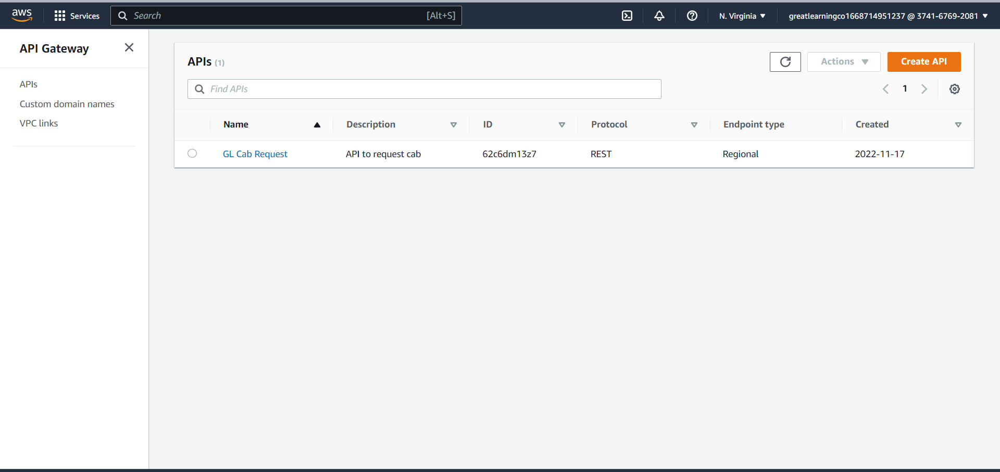 aws
Services
Search [Alt+S]
N. Virginia
greatlearningco1668714951237 @ 3741-6769-2081
API Gateway
APIs
Custom domain names
VPC links
APIs (1)
Actions
Create API
Find APIs
1
Name Description ID Protocol Endpoint type Created
GL Cab Request API to request cab 62c6dm13z7 REST Regional 2022-11-17